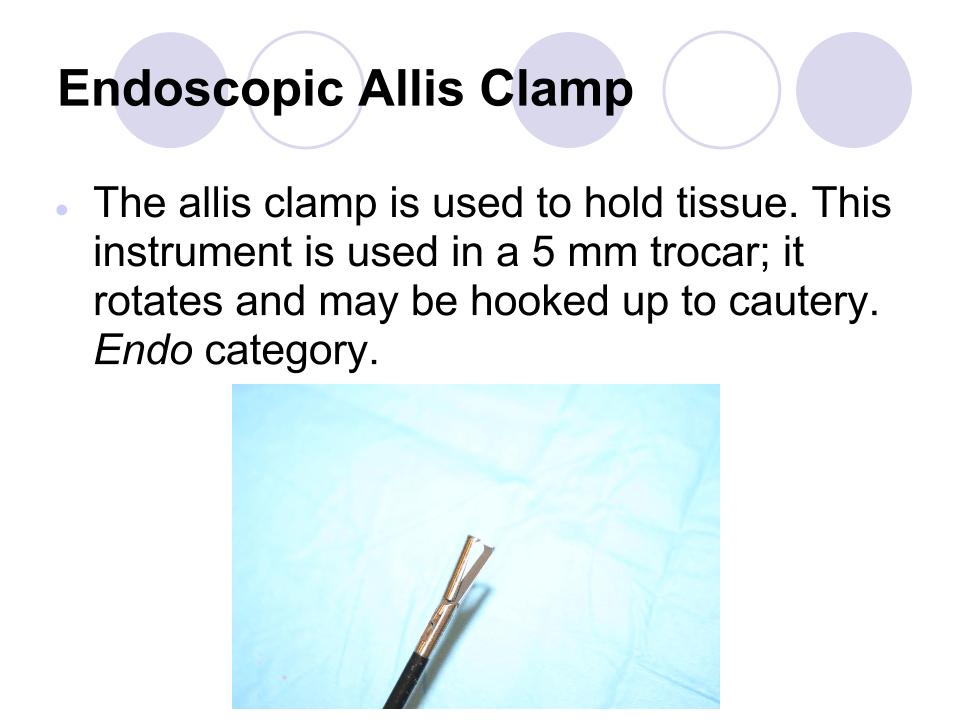 Endoscopic Allis Clamp
The allis clamp is used to hold tissue. This
instrument is used in a 5 mm trocar; it
rotates and may be hooked up to cautery.
Endo category.